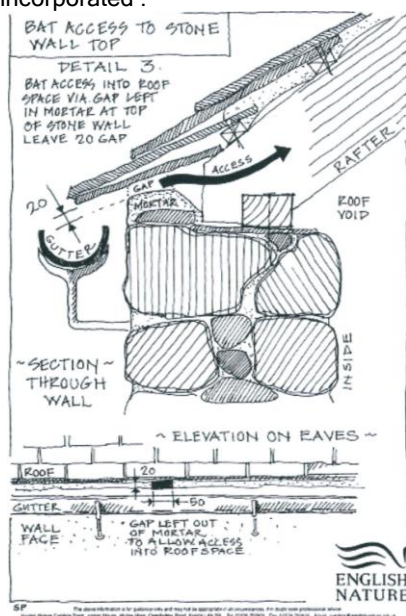 incorporated :
BAT ACCESS TO STONE
WALL TOP
DETAIL 3.
BAT ACCESS INTO ROOF
SPACE VIA GAP LEFT
IN MORTAR AT TOP
OF STONE WALL
LEAVE 20 GAP
ACCESS
RAFTER
GAP
MORTAR
20
GUTTER
ROOF
VOID
~SECTION~
THROUGH
WALL
INSIDE
~ ELEVATION ON EAVES ~
ROOF
20
50
GUTTER
WALL
FACE
• GAP LEFT OUT
OF MORTAR
TO ALLOW ACCESS
INTO ROOFSPACE
ENGLISH
NATURE
SP